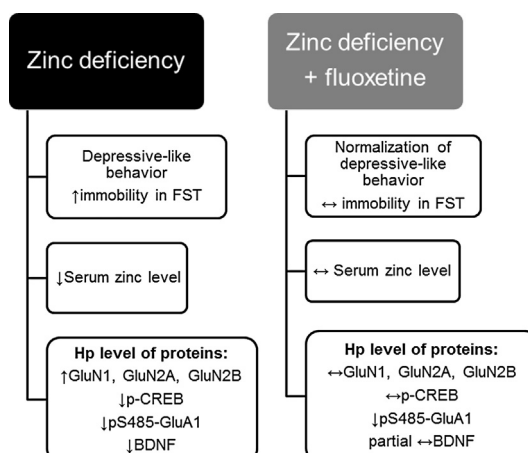 Zinc deficiency
Depressive-like
behavior
↑immobility in FST
↓Serum zinc level
Hp level of proteins:
↑GluN1, GluN2A, GluN2B
↓p-CREB
↓pS485-GluA1
↓BDNF
Zinc deficiency
+ fluoxetine
Normalization of
depressive-like
behavior
↔ immobility in FST
↔ Serum zinc level
Hp level of proteins:
↔GluN1, GluN2A, GluN2B
↔p-CREB
↓pS485-GluA1
partial ↔BDNF